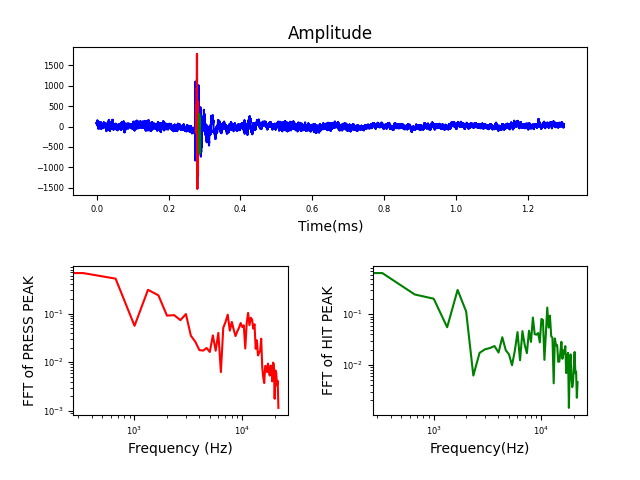 Amplitude
1500
1000
500
0
−500
−1000
−1500
0.0 0.2 0.4 0.6 0.8 1.0 1.2
Time(ms)
FFT of PRESS PEAK
10⁻¹
10⁻²
10⁻³
10³ 10⁴
Frequency (Hz)
FFT of HIT PEAK
10⁻¹
10⁻²
10³ 10⁴
Frequency(Hz)